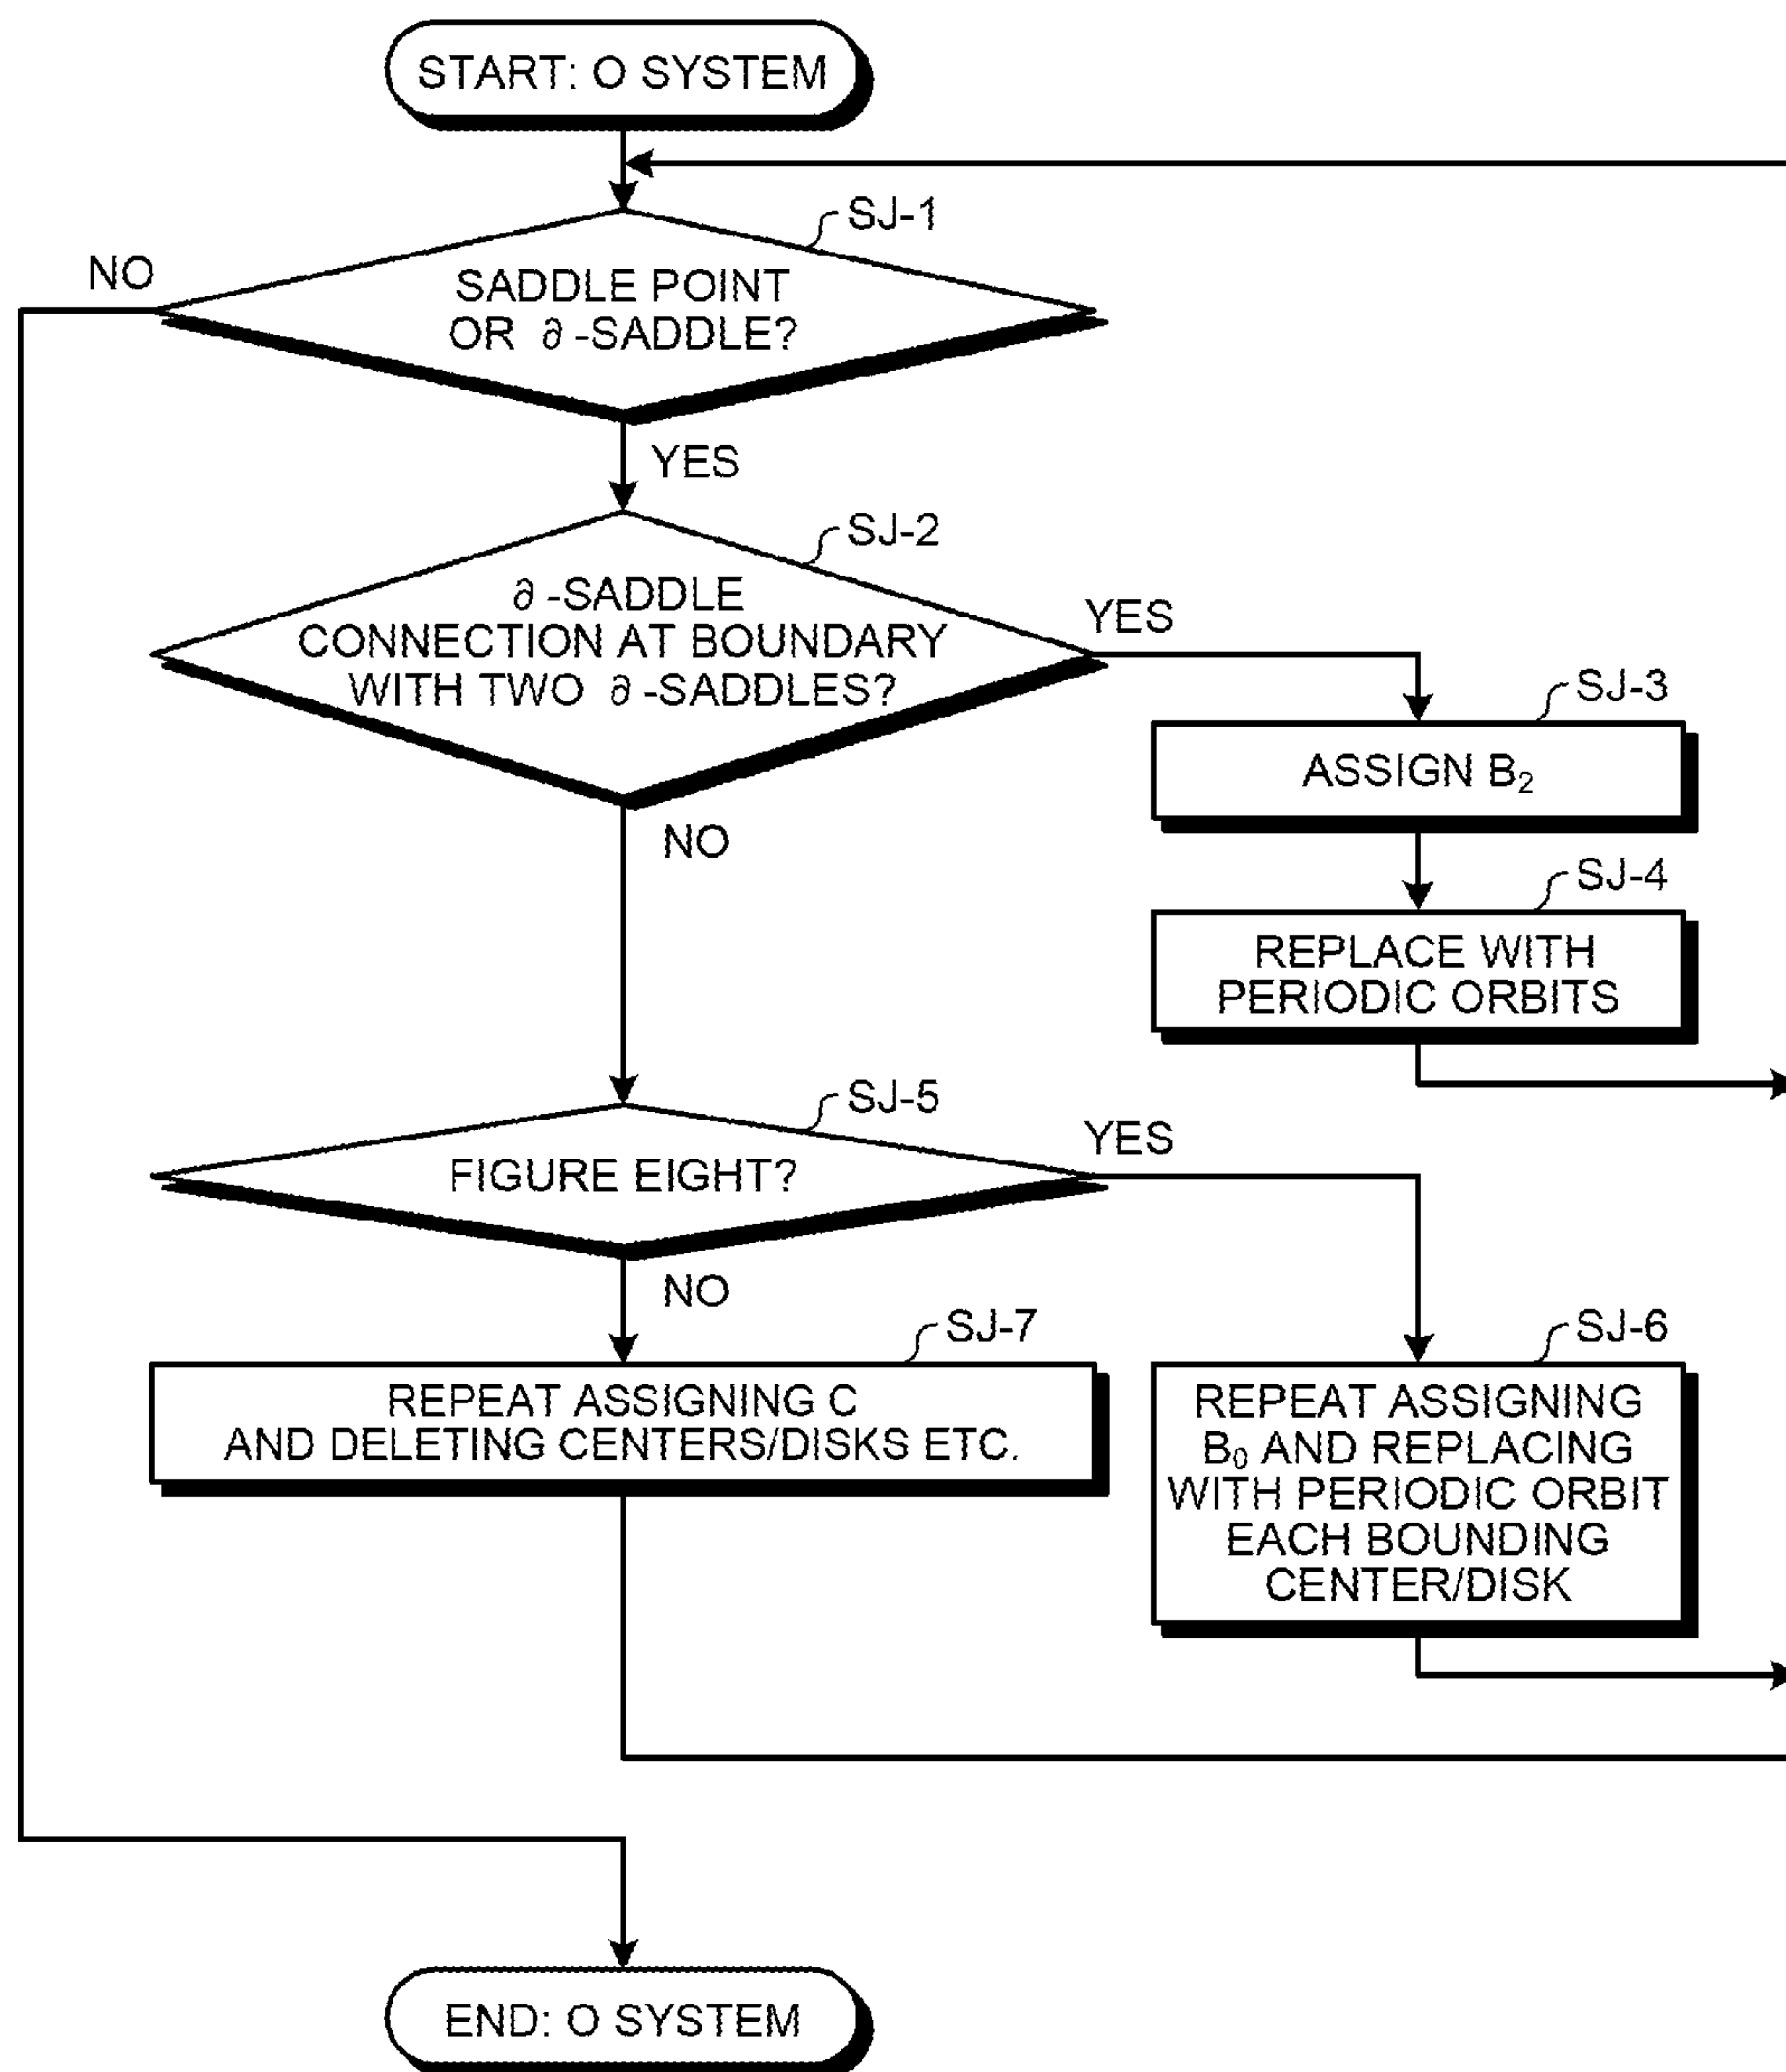 START: O SYSTEM
SJ-1
NO
SADDLE POINT
OR ∂-SADDLE?
YES
SJ-2
∂-SADDLE
CONNECTION AT BOUNDARY
WITH TWO ∂-SADDLES?
YES
SJ-3
ASSIGN B₂
NO
SJ-4
REPLACE WITH
PERIODIC ORBITS
SJ-5
YES
FIGURE EIGHT?
NO
SJ-7
REPEAT ASSIGNING C
AND DELETING CENTERS/DISKS ETC.
SJ-6
REPEAT ASSIGNING
B₀ AND REPLACING
WITH PERIODIC ORBIT
EACH BOUNDING
CENTER/DISK
END: O SYSTEM